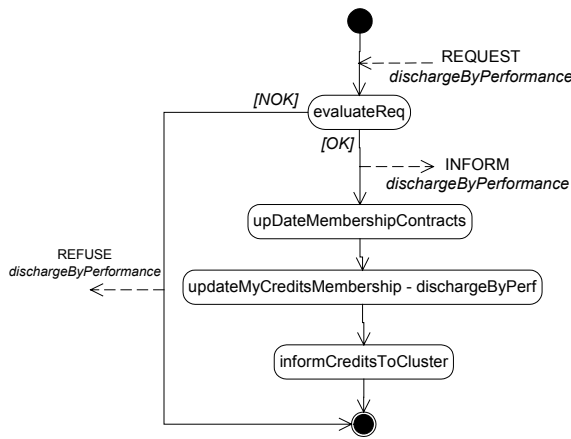 REQUEST
dischargeByPerformance
[NOK]
evaluateReq
[OK]
INFORM
dischargeByPerformance
upDateMembershipContracts
REFUSE
dischargeByPerformance
updateMyCreditsMembership - dischargeByPerf
informCreditsToCluster